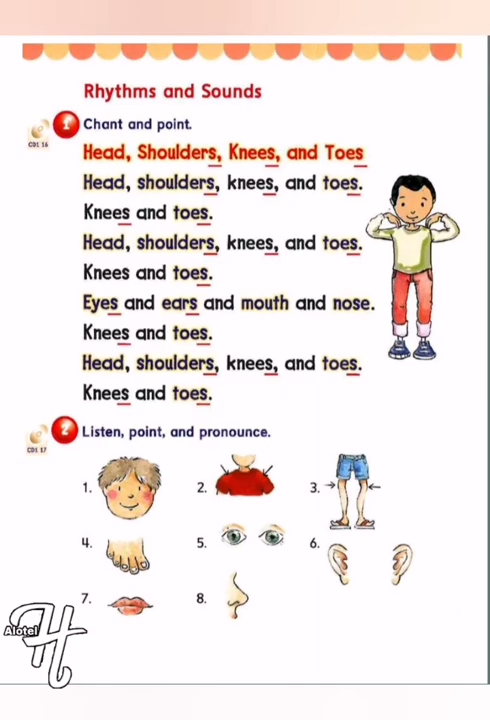 Rhythms and Sounds
CD1 16
1 Chant and point.
Head, Shoulders, Knees, and Toes
Head, shoulders, knees, and toes.
Knees and toes.
Head, shoulders, knees, and toes.
Knees and toes.
Eyes and ears and mouth and nose.
Knees and toes.
Head, shoulders, knees, and toes.
Knees and toes.
CD1 17
2 Listen, point, and pronounce.
1. 2. 3.
4. 5. 6.
7. 8.
Alotel H